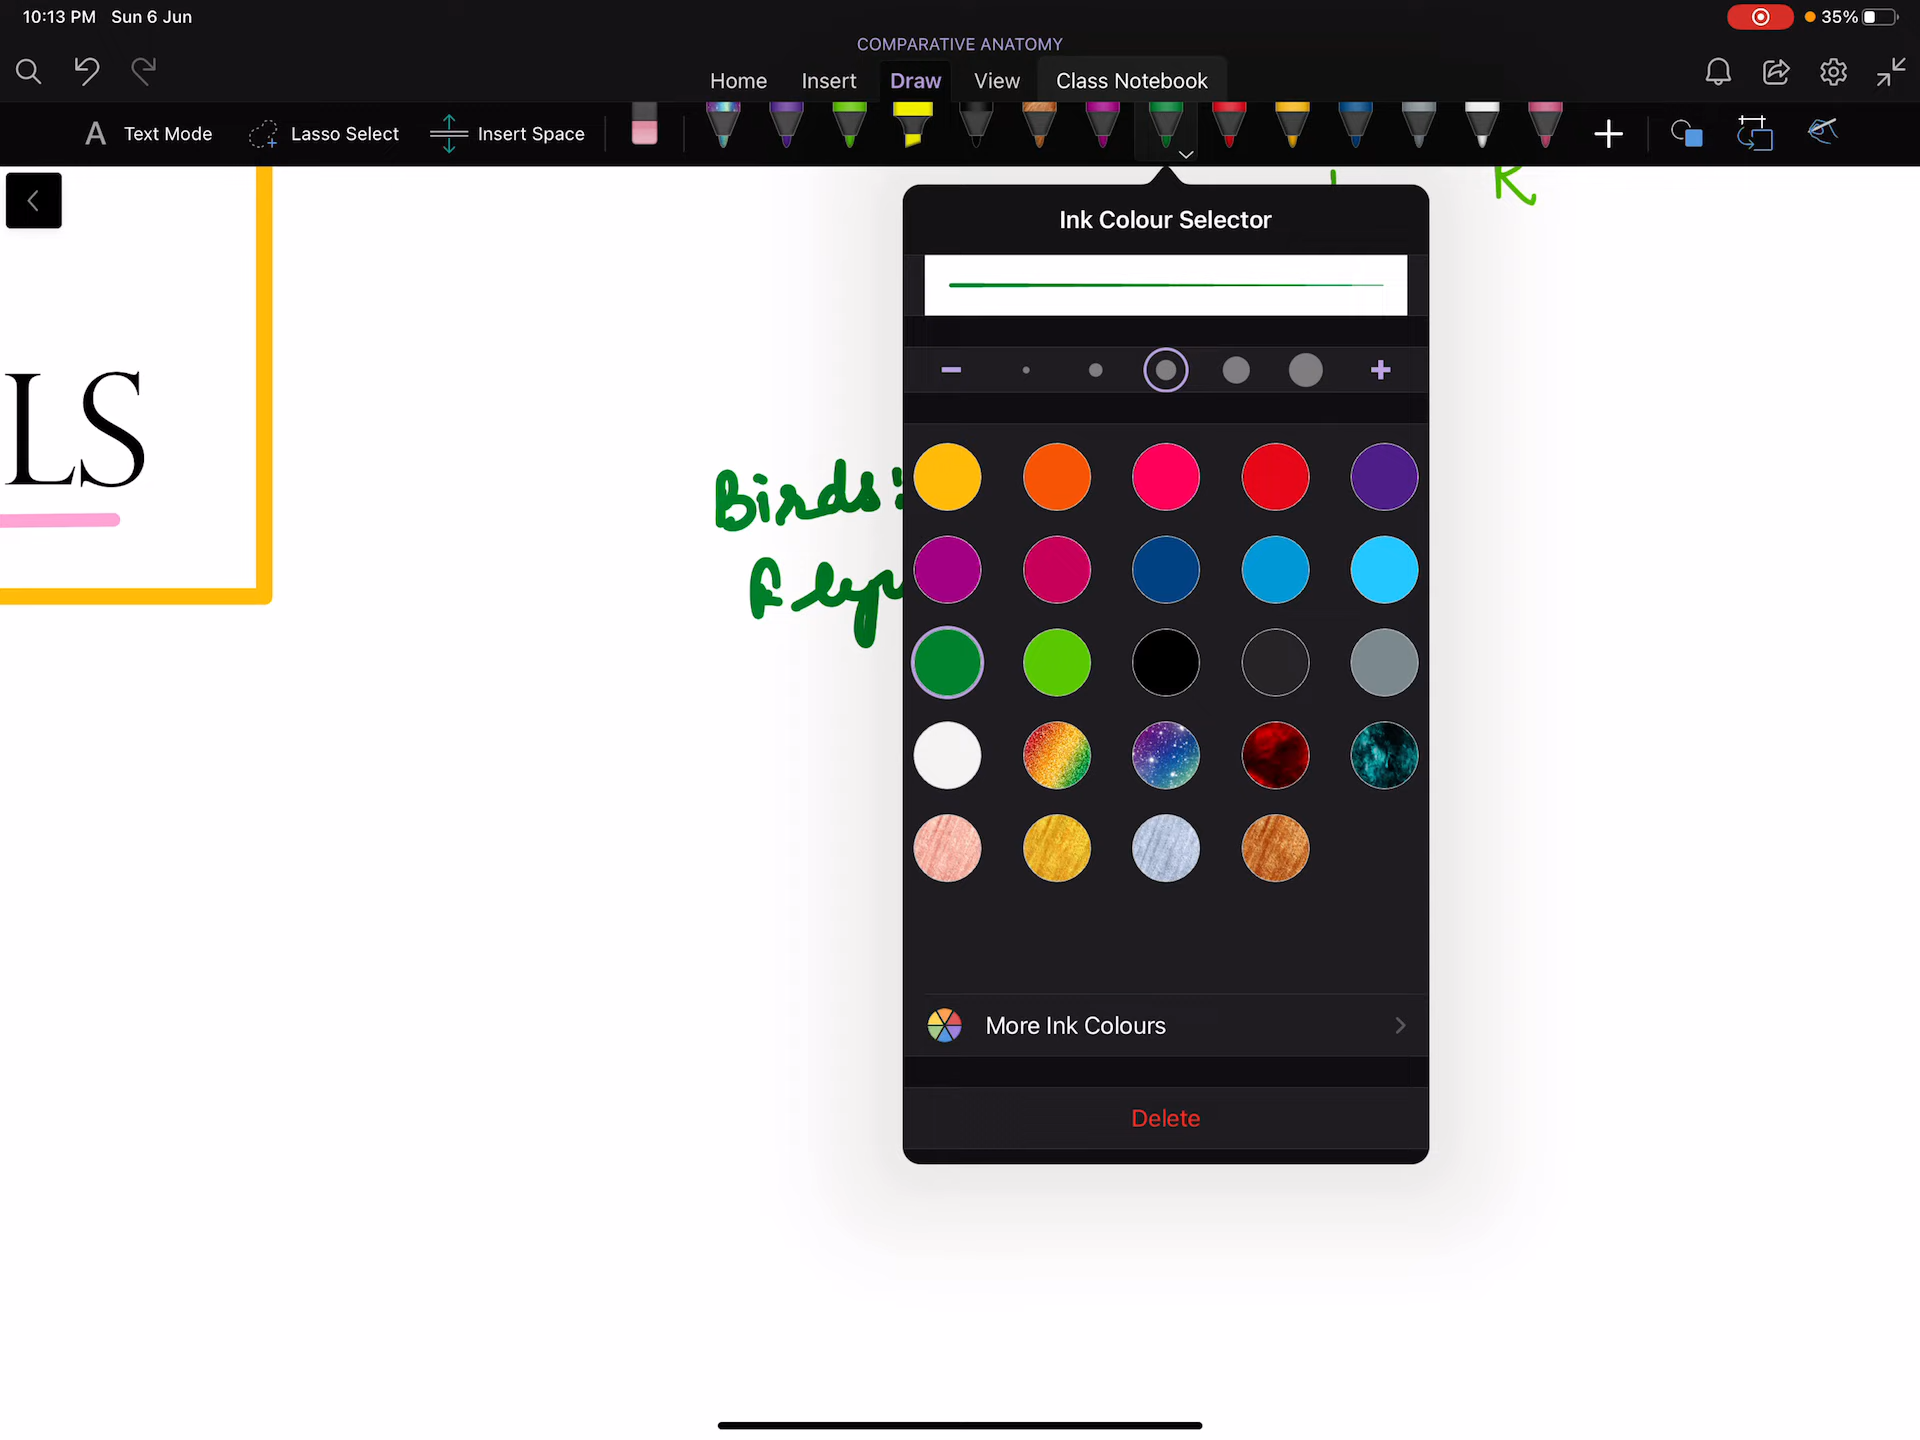 10:13 PM Sun 6 Jun
35%
COMPARATIVE ANATOMY
Home Insert Draw View Class Notebook
A Text Mode Lasso Select Insert Space
R
Ink Colour Selector
LS
Birds:
More Ink Colours
Delete